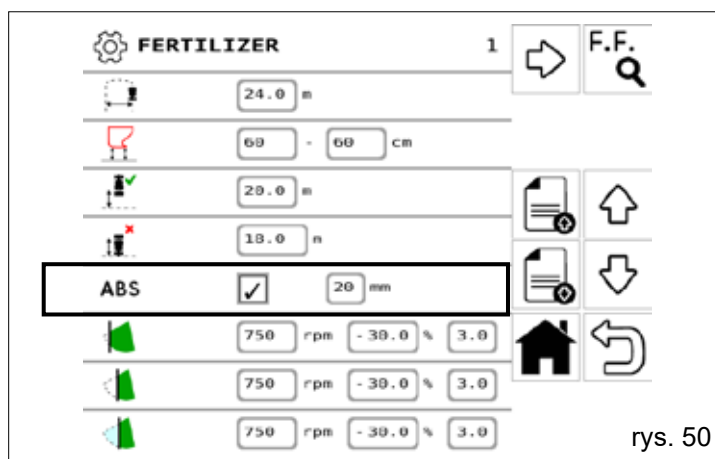 FERTILIZER 1
F.F.
24.0 m
60 - 60 cm
20.0 m
18.0 m
ABS ✓ 20 mm
750 rpm -30.0 % 3.0
750 rpm -30.0 % 3.0
750 rpm -30.0 % 3.0
rys. 50